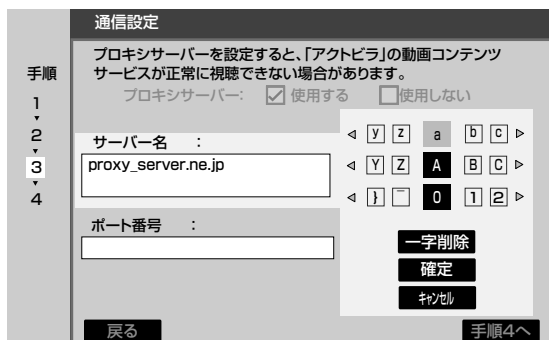 通信設定
プロキシサーバーを設定すると、「アクトビラ」の動画コンテンツ
サービスが正常に視聴できない場合があります。
プロキシサーバー: 使用する 使用しない
手順
1
2
3
4
サーバー名 :
proxy_server.ne.jp
y z a b c
Y Z A B C
} ‾ 0 1 2
ポート番号 :
一字削除
確定
ｷｬﾝｾﾙ
戻る
手順4へ